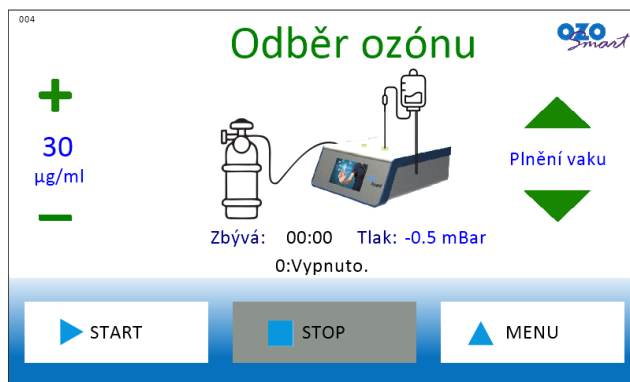 004
Odběr ozónu
OZO
Smart
30
µg/ml
Plnění vaku
Zbývá: 00:00 Tlak: -0.5 mBar
0:Vypnuto.
START
STOP
MENU